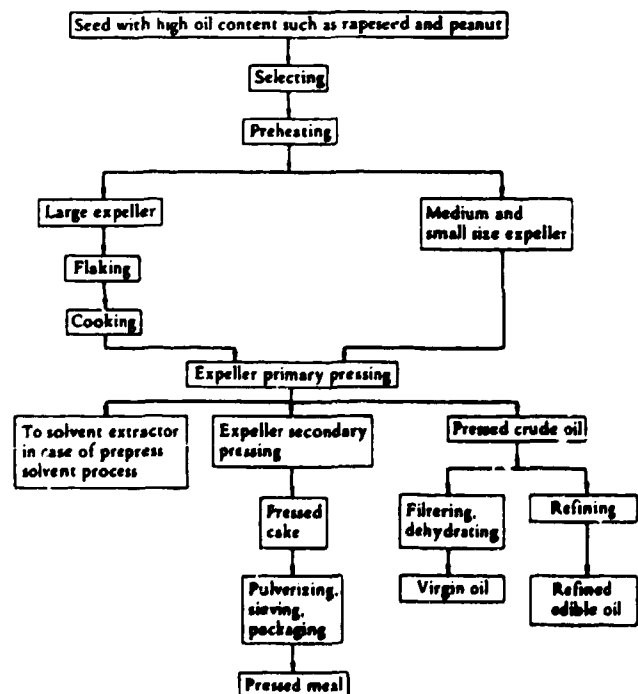 Seed with high oil content such as rapeseed and peanut
Selecting
Preheating
Large expeller
Medium and
small size expeller
Flaking
Cooking
Expeller primary pressing
To solvent extractor
in case of prepress
solvent process
Expeller secondary
pressing
Pressed crude oil
Pressed
cake
Filtrering,
dehydrating
Refining
Pulverizing,
sieving,
packaging
Virgin oil
Refined
edible oil
Pressed meal